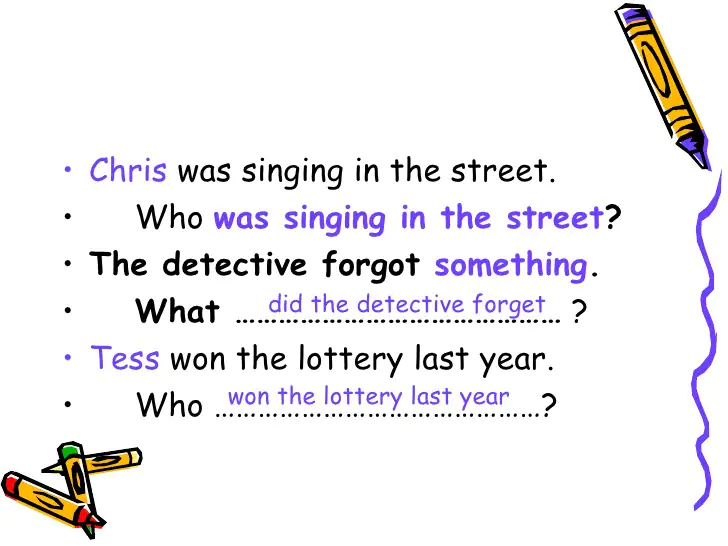 • Chris was singing in the street.
• Who was singing in the street?
• The detective forgot something.
• What did the detective forget ………………………………………… ?
• Tess won the lottery last year.
• Who won the lottery last year …………………………………………?